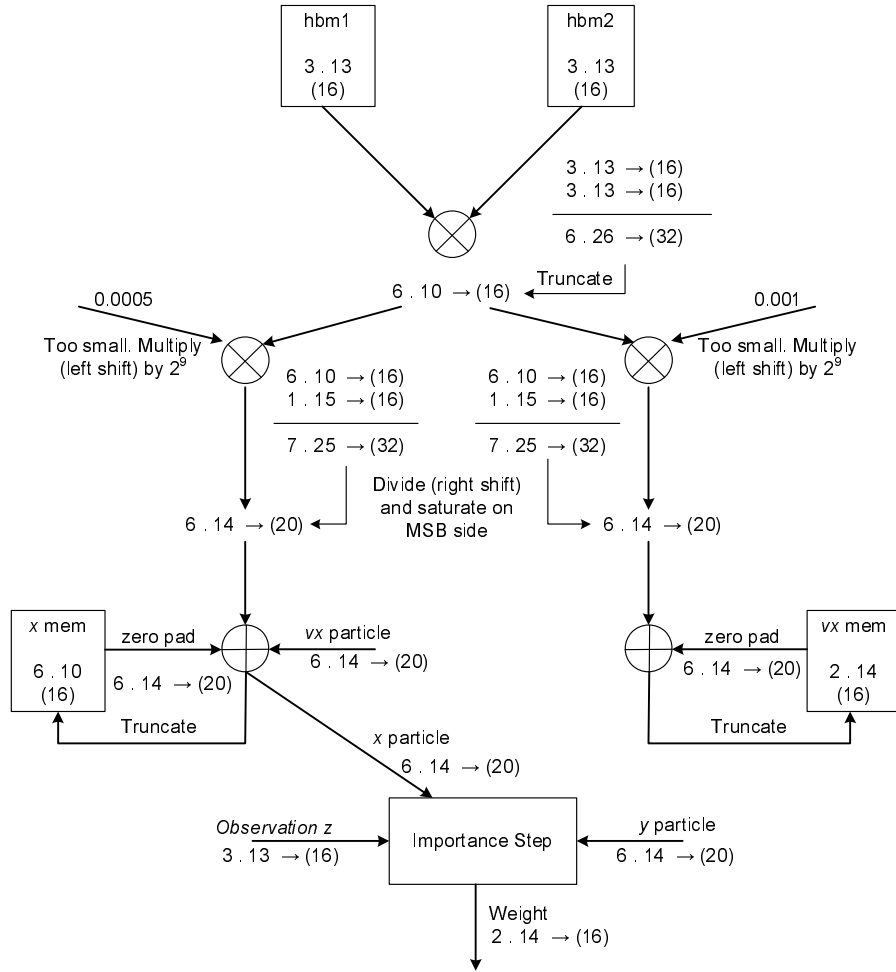 hbm1
3 . 13
(16)
hbm2
3 . 13
(16)
3 . 13 → (16)
3 . 13 → (16)
6 . 26 → (32)
Truncate
6 . 10 → (16)
0.0005
Too small. Multiply
(left shift) by 2⁹
0.001
Too small. Multiply
(left shift) by 2⁹
6 . 10 → (16)
1 . 15 → (16)
7 . 25 → (32)
6 . 10 → (16)
1 . 15 → (16)
7 . 25 → (32)
Divide (right shift)
and saturate on
MSB side
6 . 14 → (20)
6 . 14 → (20)
x mem
6 . 10
(16)
zero pad
6 . 14 → (20)
Truncate
vx particle
6 . 14 → (20)
zero pad
6 . 14 → (20)
Truncate
vx mem
2 . 14
(16)
x particle
6 . 14 → (20)
Observation z
3 . 13 → (16)
Importance Step
y particle
6 . 14 → (20)
Weight
2 . 14 → (16)